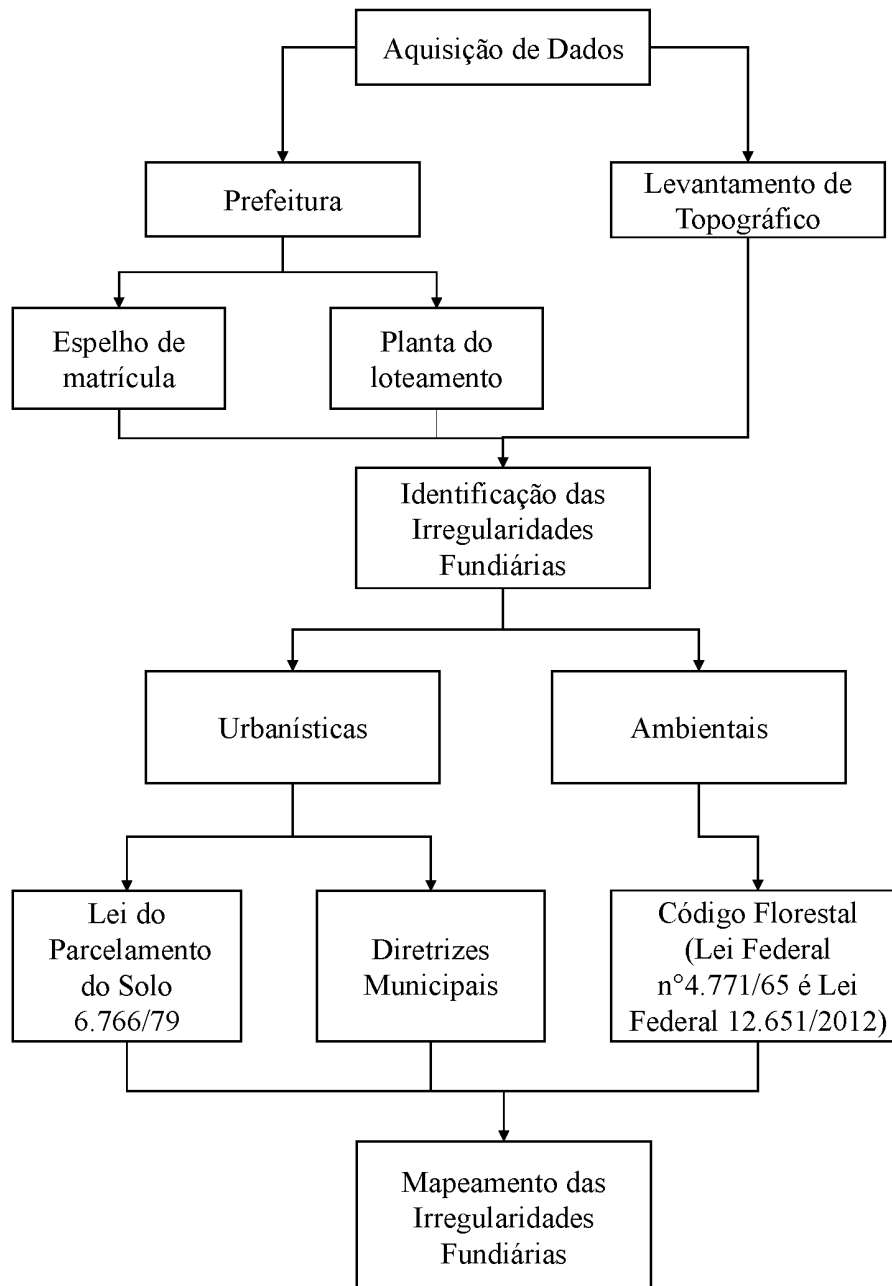 Aquisição de Dados
Prefeitura
Levantamento de
Topográfico
Espelho de
matrícula
Planta do
loteamento
Identificação das
Irregularidades
Fundiárias
Urbanísticas
Ambientais
Lei do
Parcelamento
do Solo
6.766/79
Diretrizes
Municipais
Código Florestal
(Lei Federal
n°4.771/65 é Lei
Federal 12.651/2012)
Mapeamento das
Irregularidades
Fundiárias